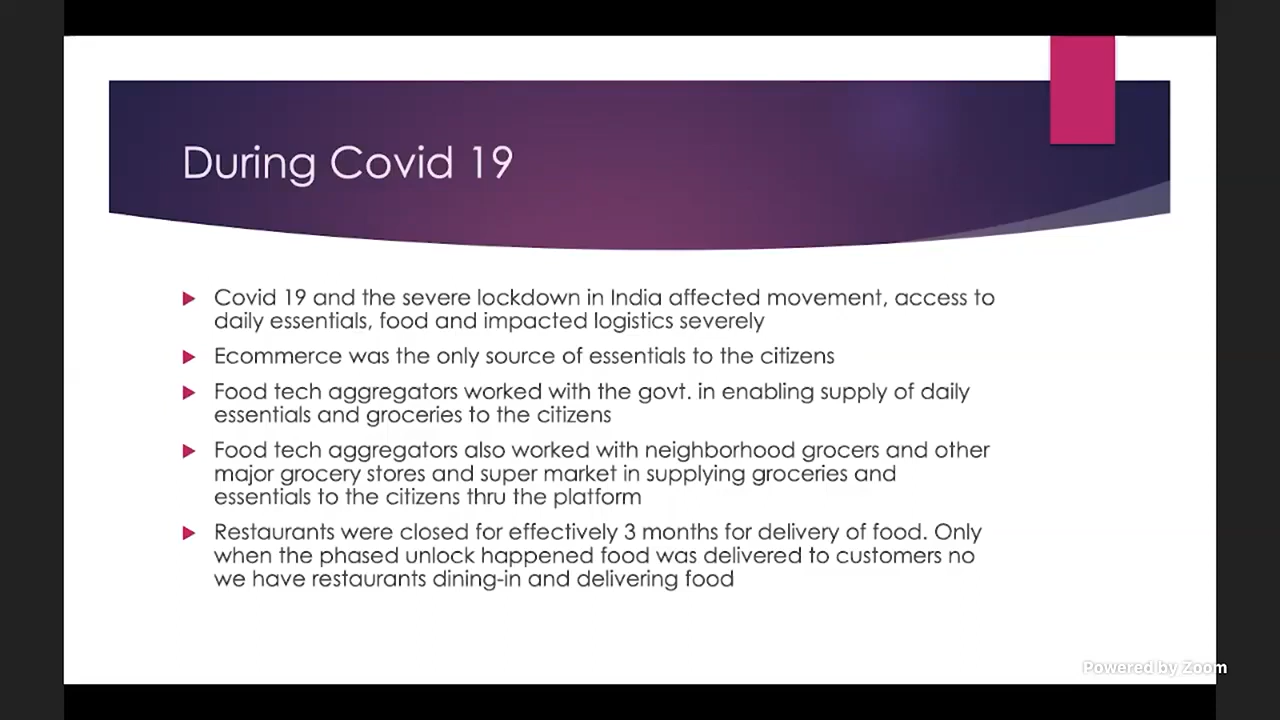 During Covid 19
Covid 19 and the severe lockdown in India affected movement, access to
daily essentials, food and impacted logistics severely
Ecommerce was the only source of essentials to the citizens
Food tech aggregators worked with the govt. in enabling supply of daily
essentials and groceries to the citizens
Food tech aggregators also worked with neighborhood grocers and other
major grocery stores and super market in supplying groceries and
essentials to the citizens thru the platform
Restaurants were closed for effectively 3 months for delivery of food. Only
when the phased unlock happened food was delivered to customers no
we have restaurants dining-in and delivering food
Powered by Zoom